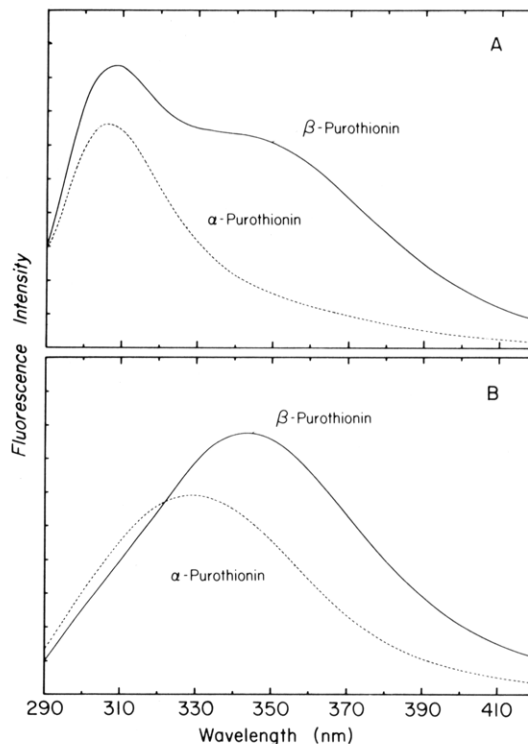 A
β-Purothionin
α-Purothionin
Fluorescence Intensity
B
β-Purothionin
α-Purothionin
290 310 330 350 370 390 410
Wavelength (nm)